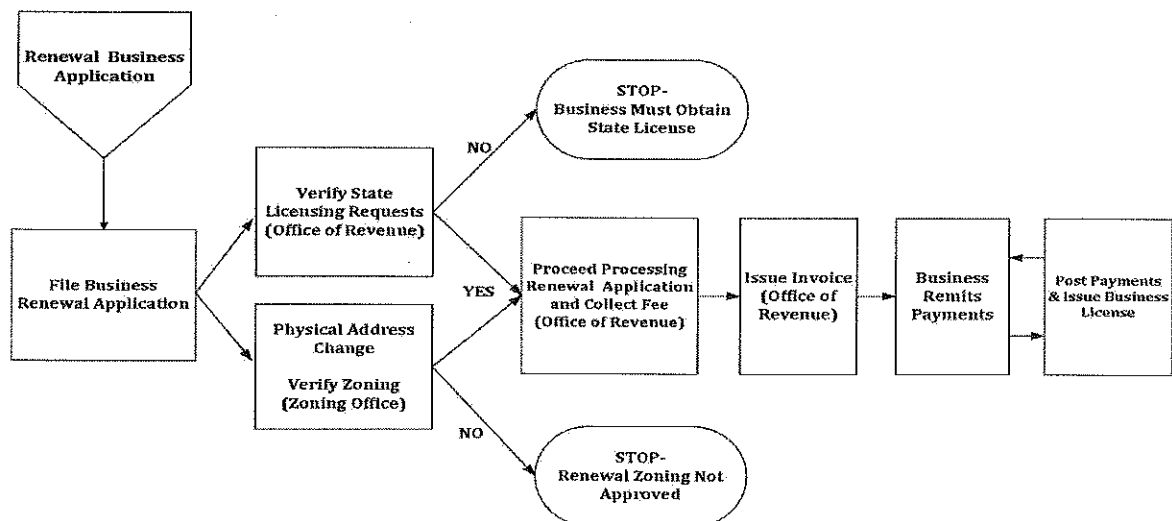 Renewal Business
Application
File Business
Renewal Application
Verify State
Licensing Requests
(Office of Revenue)
Physical Address
Change
Verify Zoning
(Zoning Office)
NO
STOP-
Business Must Obtain
State License
YES
Proceed Processing
Renewal Application
and Collect Fee
(Office of Revenue)
NO
STOP-
Renewal Zoning Not
Approved
Issue Invoice
(Office of
Revenue)
Business
Remits
Payments
Post Payments
& Issue Business
License